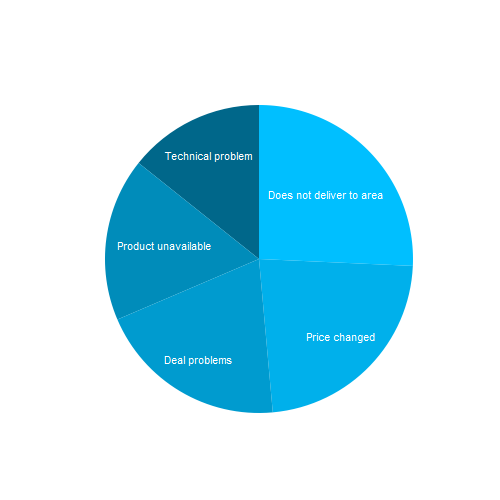 Technical problem
Does not deliver to area
Product unavailable
Price changed
Deal problems